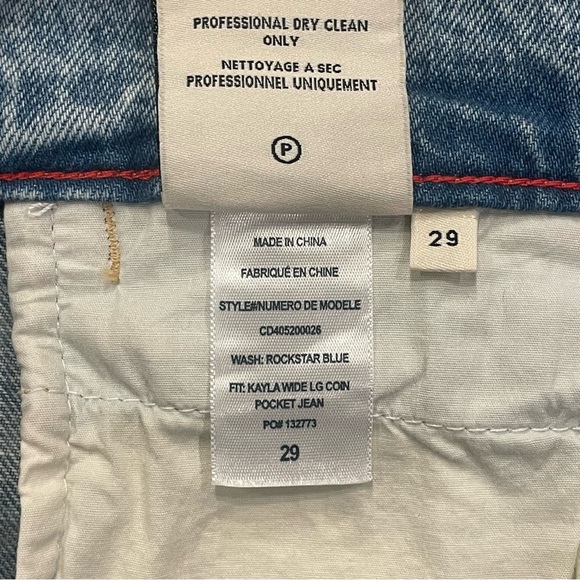 PROFESSIONAL DRY CLEAN
ONLY
NETTOYAGE A SEC
PROFESSIONNEL UNIQUEMENT
P
29
MADE IN CHINA
FABRIQUÉ EN CHINE
STYLE#NUMERO DE MODELE
CD405200026
WASH: ROCKSTAR BLUE
FIT: KAYLA WIDE LG COIN
POCKET JEAN
PO# 132773
29